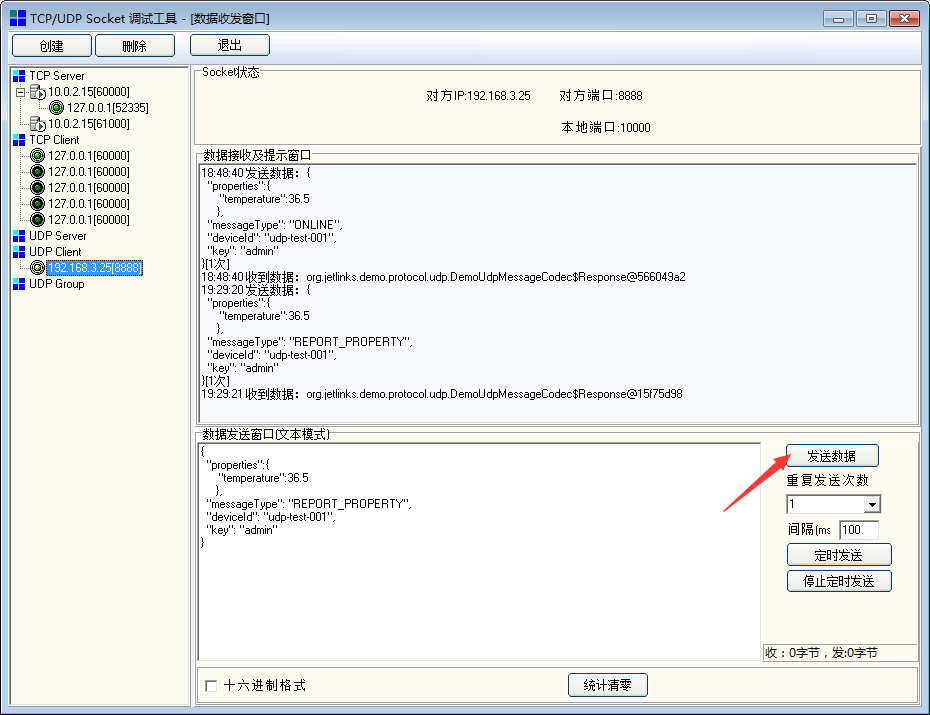 TCP/UDP Socket 调试工具 - [数据收发窗口]
创建 删除 退出
TCP Server
10.0.2.15[60000]
127.0.0.1[52335]
10.0.2.15[61000]
TCP Client
127.0.0.1[60000]
127.0.0.1[60000]
127.0.0.1[60000]
127.0.0.1[60000]
127.0.0.1[60000]
UDP Server
UDP Client
192.168.3.25[8888]
UDP Group
Socket状态
对方IP:192.168.3.25 对方端口:8888
本地端口:10000
数据接收及提示窗口
18:48:40 发送数据：{
"properties":{
"temperature":36.5
},
"messageType": "ONLINE",
"deviceId": "udp-test-001",
"key": "admin"
}[1次]
18:48:40 收到数据：org.jetlinks.demo.protocol.udp.DemoUdpMessageCodec$Response@566049a2
19:29:20 发送数据：{
"properties":{
"temperature":36.5
},
"messageType": "REPORT_PROPERTY",
"deviceId": "udp-test-001",
"key": "admin"
}[1次]
19:29:21 收到数据：org.jetlinks.demo.protocol.udp.DemoUdpMessageCodec$Response@15f75d98
数据发送窗口(文本模式)
{
"properties":{
"temperature":36.5
},
"messageType": "REPORT_PROPERTY",
"deviceId": "udp-test-001",
"key": "admin"
}
发送数据
重复发送次数
1
间隔(ms 100
定时发送
停止定时发送
收：0字节，发:0字节
十六进制格式 统计清零